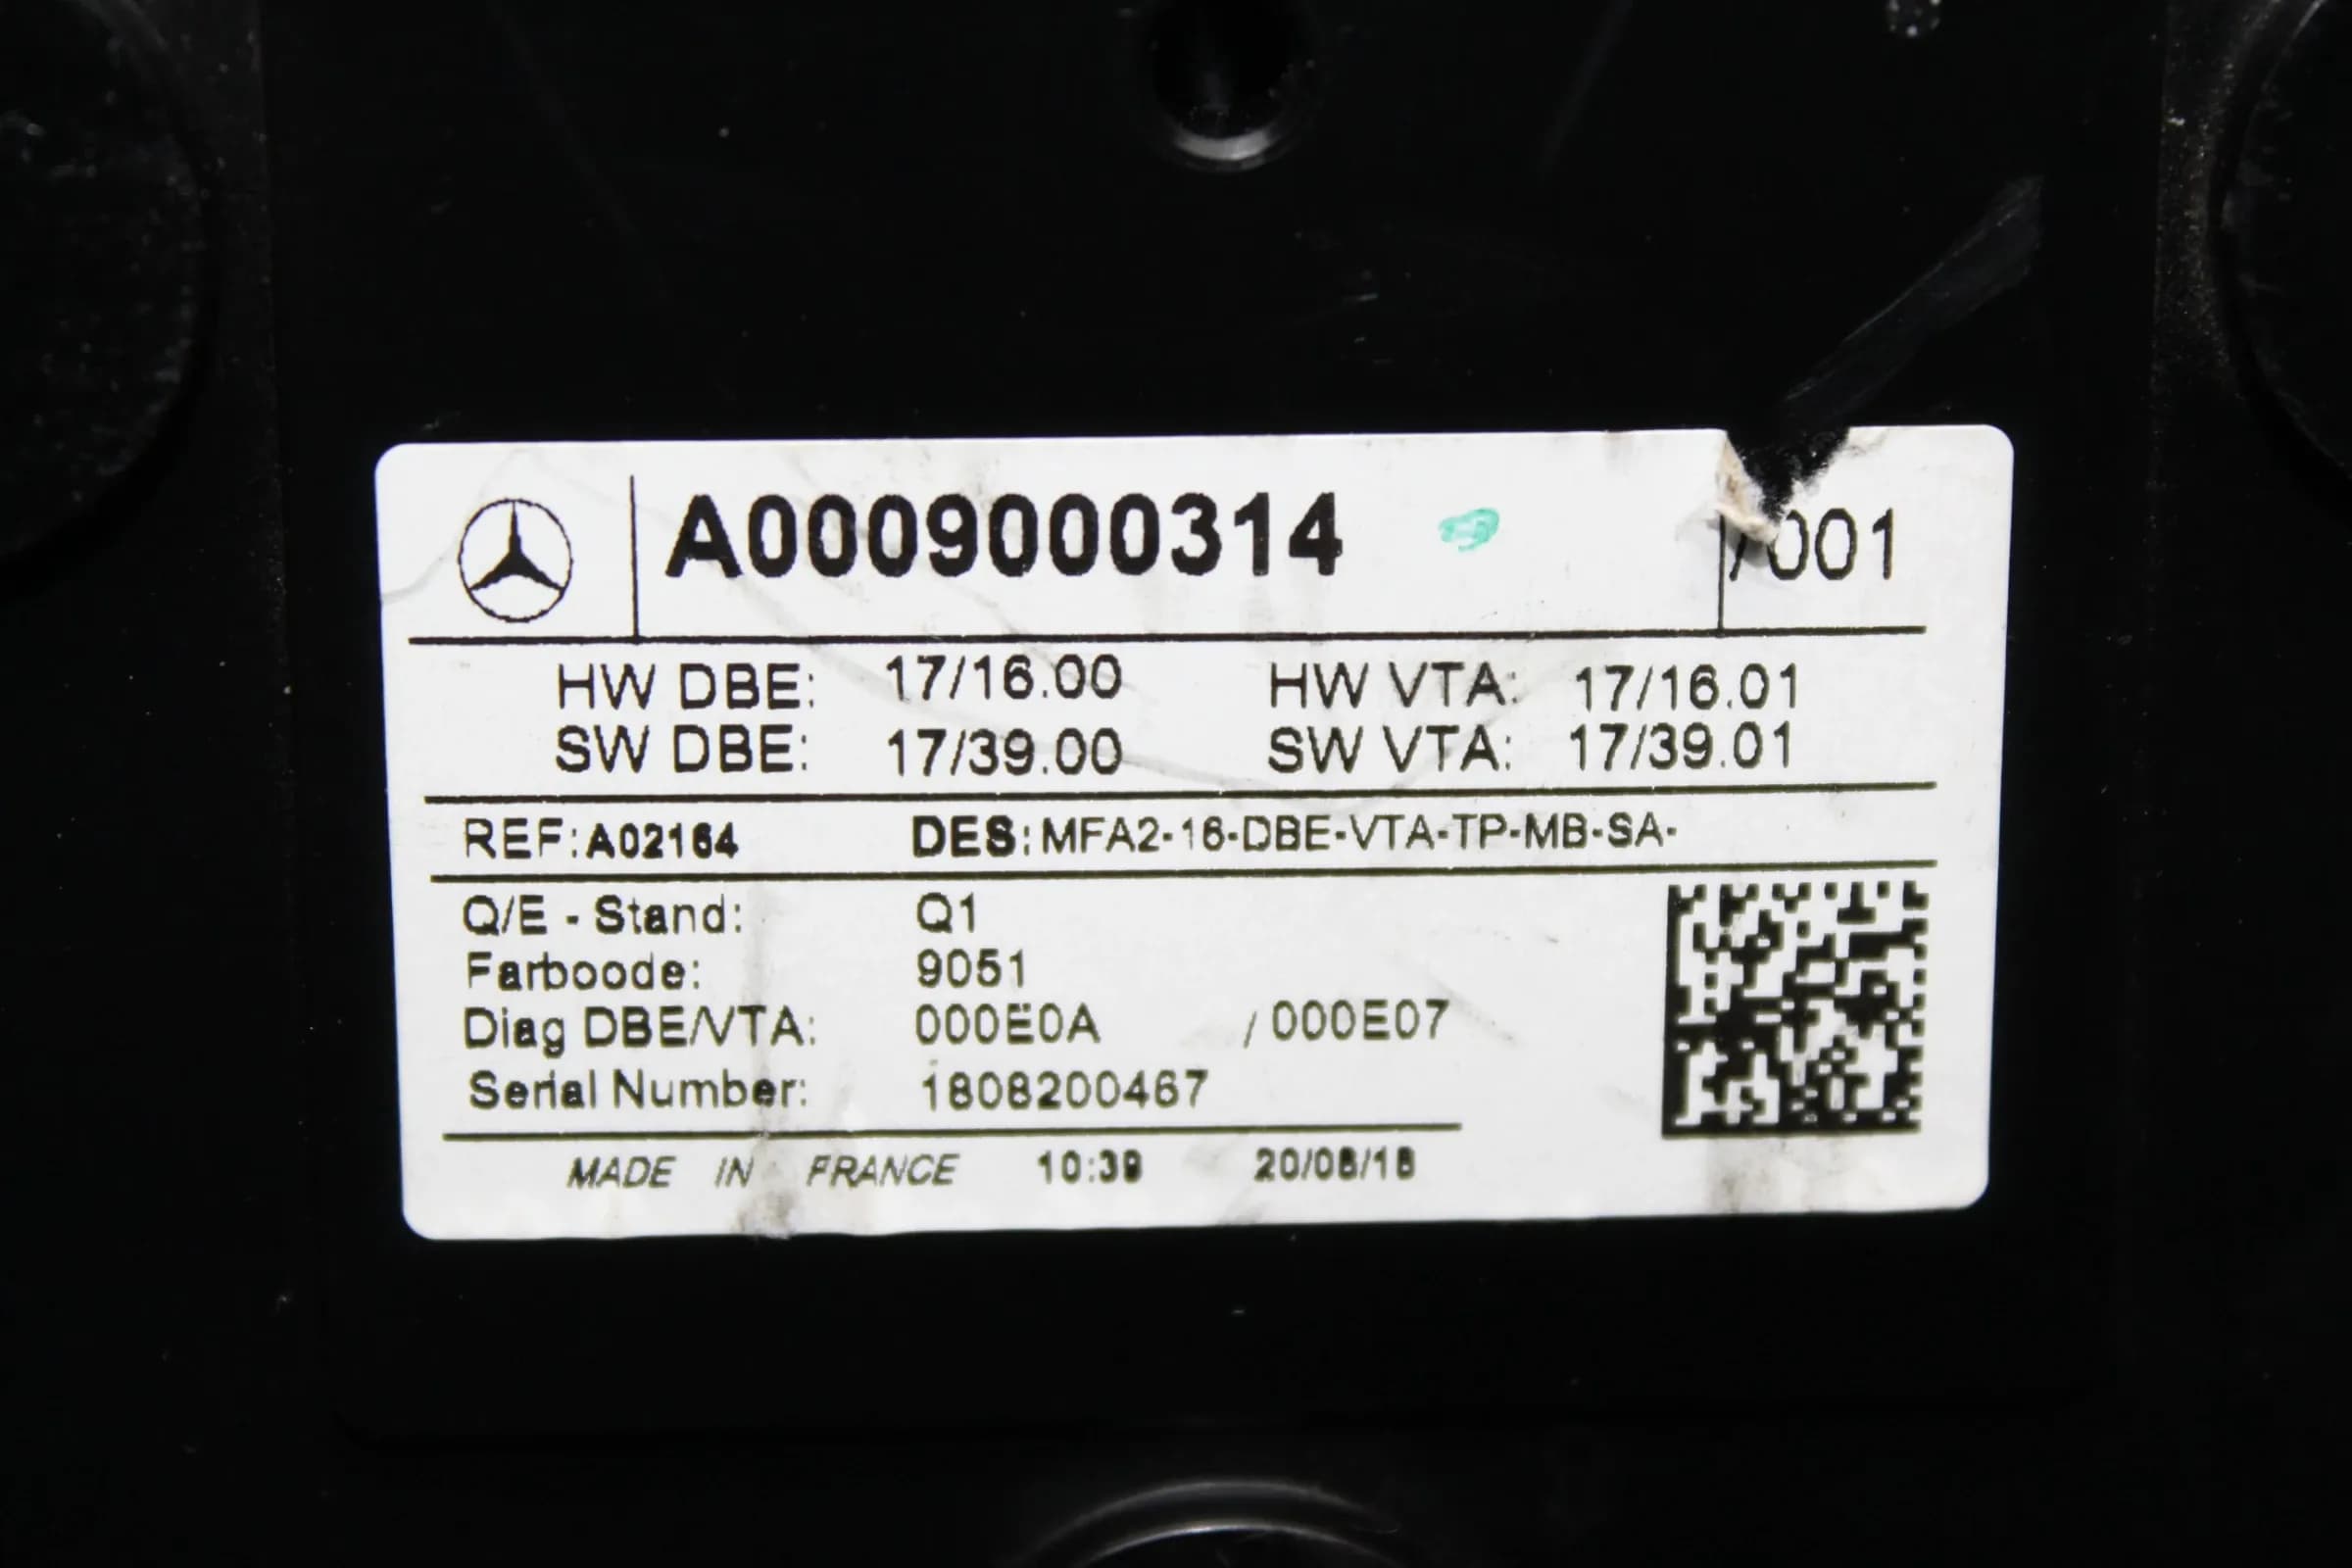 A0009000314 /001
HW DBE: 17/16.00 HW VTA: 17/16.01
SW DBE: 17/39.00 SW VTA: 17/39.01
REF: A02164 DES: MFA2-16-DBE-VTA-TP-MB-SA-
Q/E - Stand: Q1
Farbcode: 9051
Diag DBE/VTA: 000E0A / 000E07
Serial Number: 1808200467
MADE IN FRANCE 10:39 20/08/18